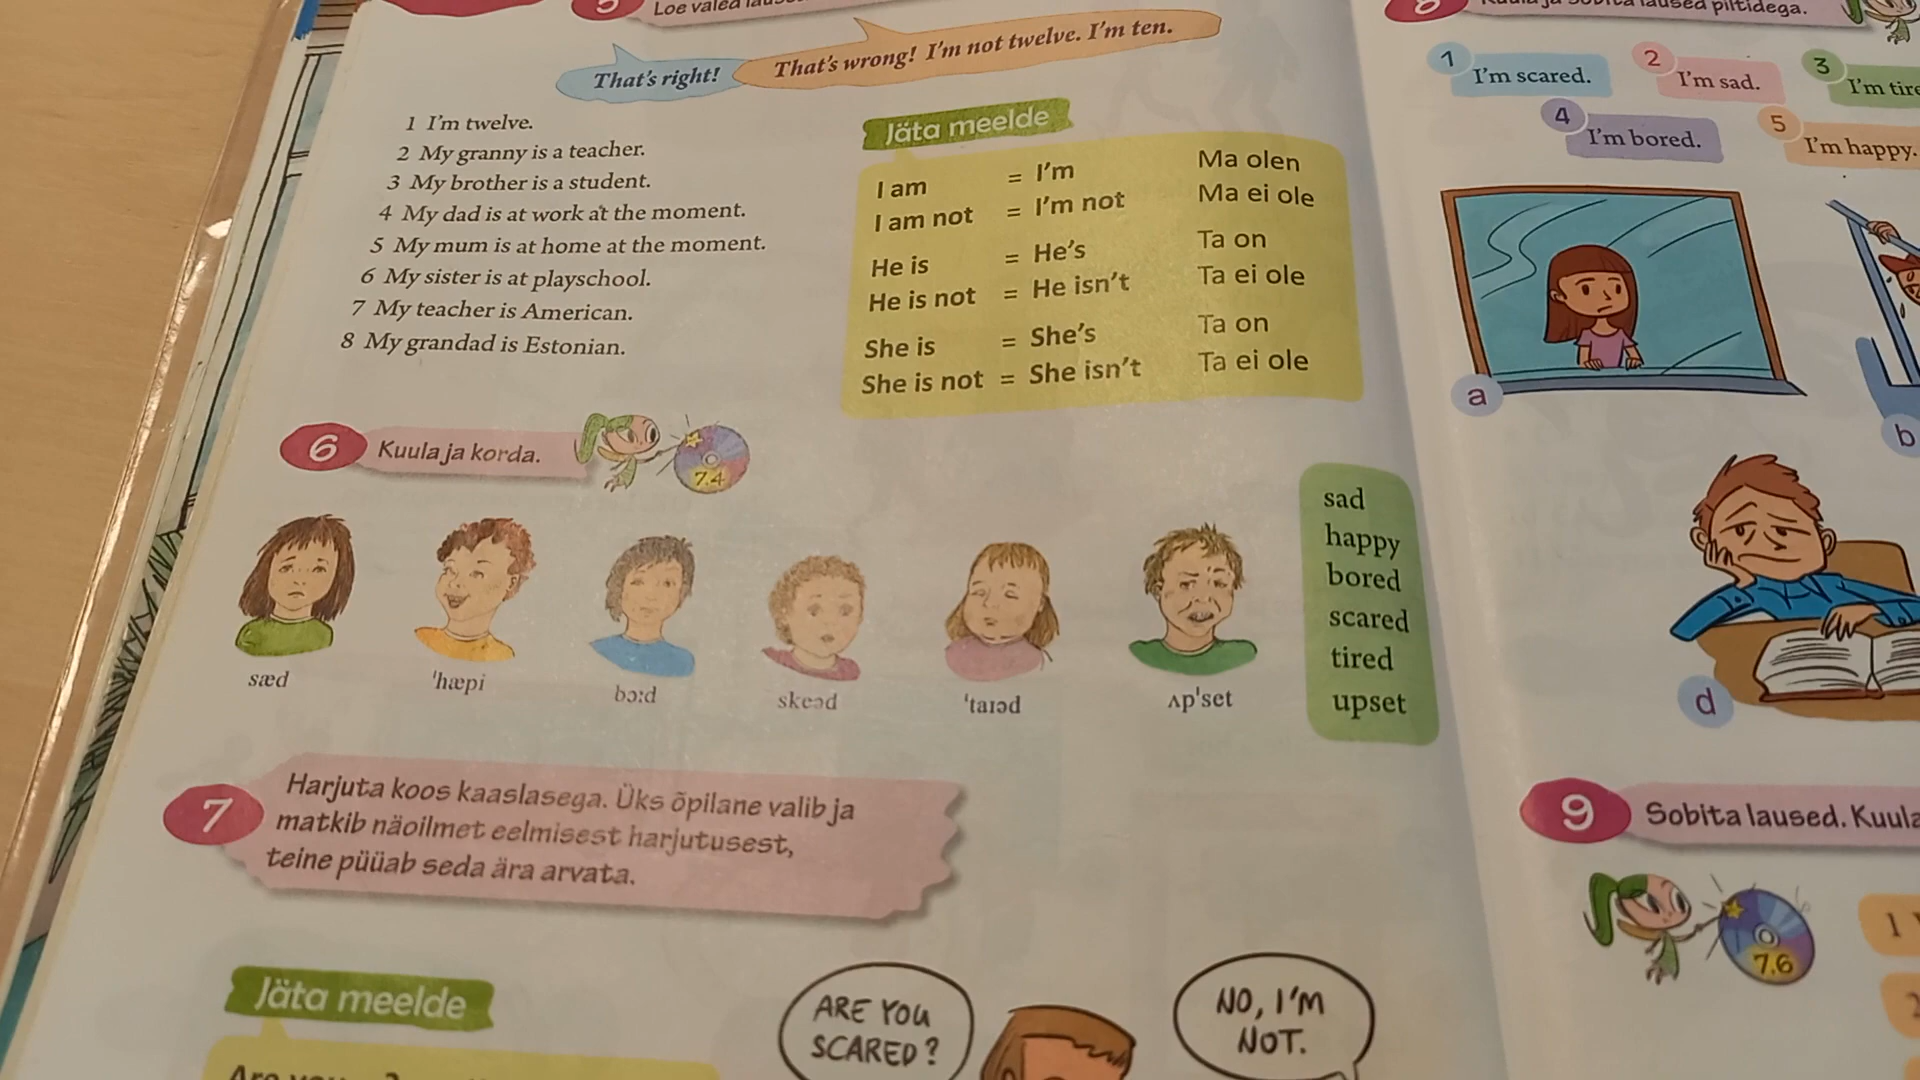 5
That's right!
That's wrong! I'm not twelve. I'm ten.
1 I'm twelve.
2 My granny is a teacher.
3 My brother is a student.
4 My dad is at work at the moment.
5 My mum is at home at the moment.
6 My sister is at playschool.
7 My teacher is American.
8 My grandad is Estonian.
Jäta meelde
I am = I'm Ma olen
I am not = I'm not Ma ei ole
He is = He's Ta on
He is not = He isn't Ta ei ole
She is = She's Ta on
She is not = She isn't Ta ei ole
6 Kuula ja korda.
7.4
sæd
'hæpi
bɔːd
skeəd
'taɪəd
ʌp'set
sad
happy
bored
scared
tired
upset
7 Harjuta koos kaaslasega. Üks õpilane valib ja
matkib näoilmet eelmisest harjutusest,
teine püüab seda ära arvata.
Jäta meelde
ARE YOU
SCARED?
NO, I'M
NOT.
8 piltidega.
1 I'm scared.
2 I'm sad.
3 I'm
4 I'm bored.
5 I'm happy.
a
b
d
9 Sobita laused. Kuula
7.6
1